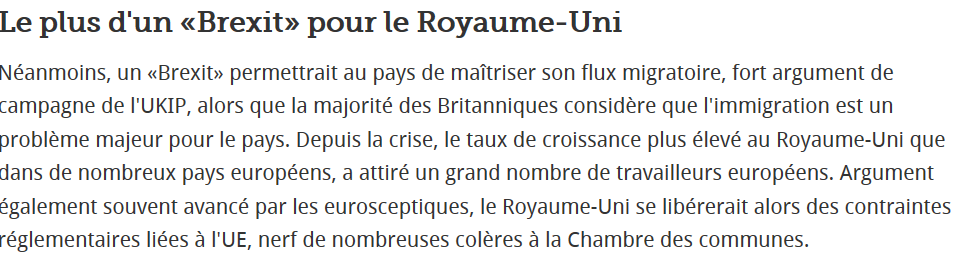 Le plus d'un «Brexit» pour le Royaume-Uni
Néanmoins, un «Brexit» permettrait au pays de maîtriser son flux migratoire, fort argument de
campagne de l'UKIP, alors que la majorité des Britanniques considère que l'immigration est un
problème majeur pour le pays. Depuis la crise, le taux de croissance plus élevé au Royaume-Uni que
dans de nombreux pays européens, a attiré un grand nombre de travailleurs européens. Argument
également souvent avancé par les eurosceptiques, le Royaume-Uni se libérerait alors des contraintes
réglementaires liées à l'UE, nerf de nombreuses colères à la Chambre des communes.